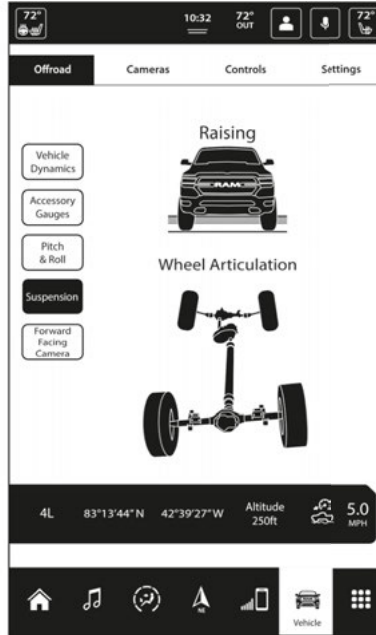 72° 10:32 72° 72°
OUT
Offroad Cameras Controls Settings
Raising
RAM
Vehicle
Dynamics
Accessory
Gauges
Pitch
& Roll
Wheel Articulation
Suspension
Forward
Facing
Camera
4L 83°13'44"N 42°39'27"W Altitude
250ft 5.0
MPH
NE
Vehicle